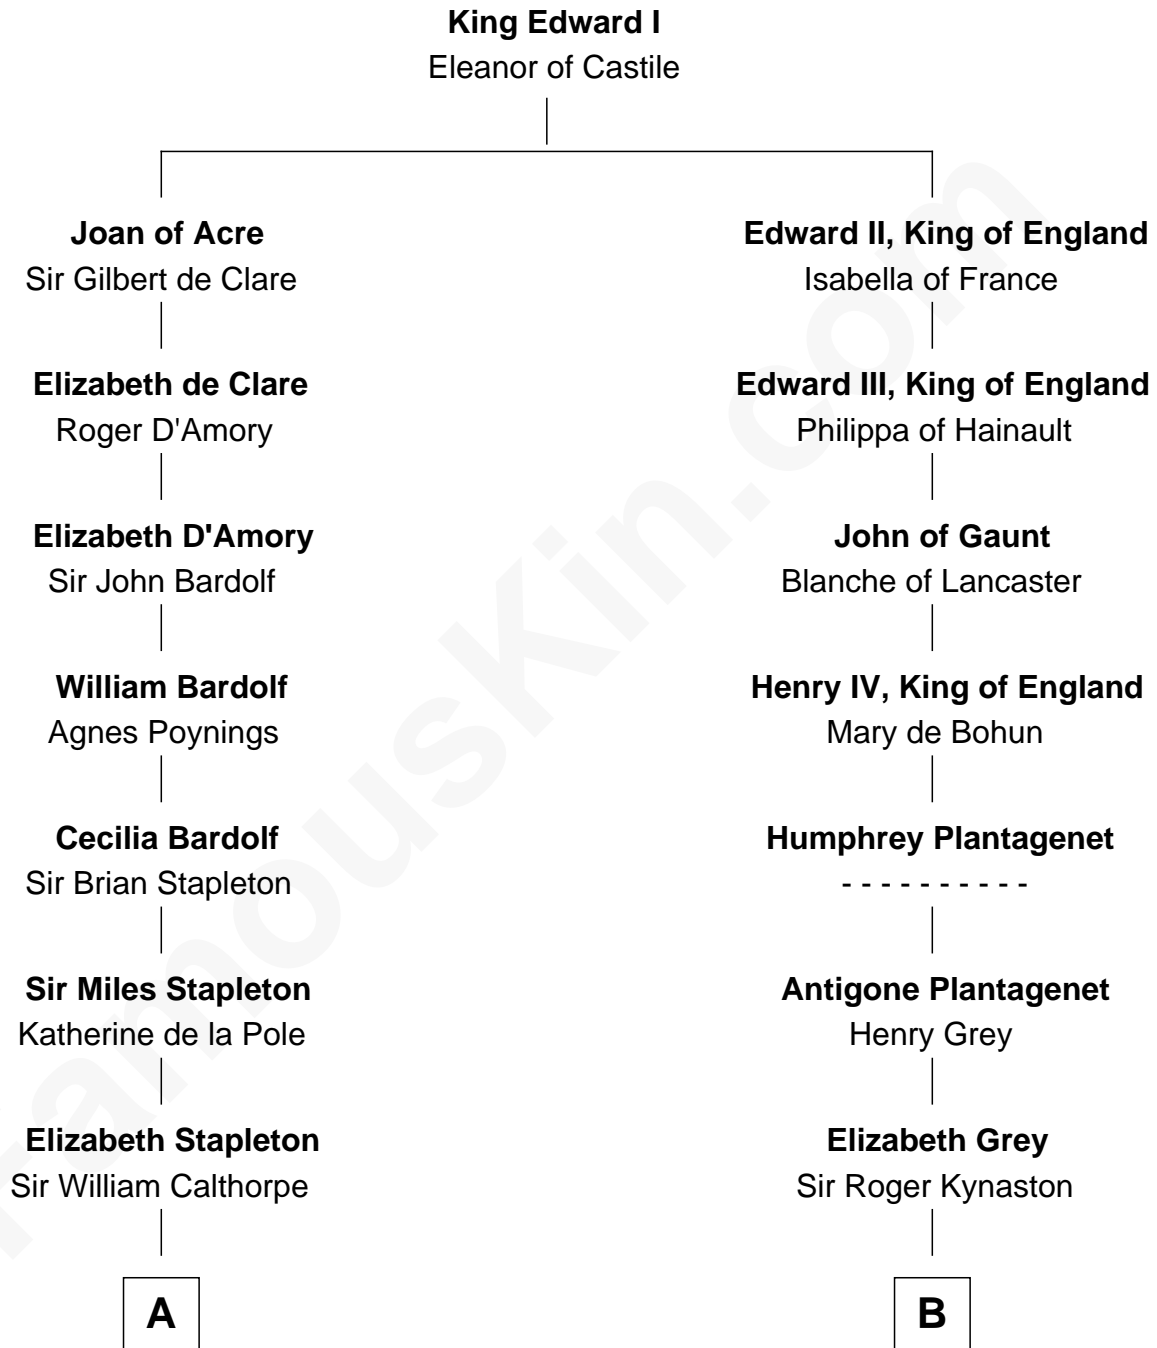 King Edward I
Eleanor of Castile
Joan of Acre
Sir Gilbert de Clare
Edward II, King of England
Isabella of France
Elizabeth de Clare
Roger D'Amory
Edward III, King of England
Philippa of Hainault
Elizabeth D'Amory
Sir John Bardolf
John of Gaunt
Blanche of Lancaster
William Bardolf
Agnes Poynings
Henry IV, King of England
Mary de Bohun
Cecilia Bardolf
Sir Brian Stapleton
Humphrey Plantagenet
- - - - - - - - - -
Sir Miles Stapleton
Katherine de la Pole
Antigone Plantagenet
Henry Grey
Elizabeth Stapleton
Sir William Calthorpe
Elizabeth Grey
Sir Roger Kynaston
A
B
FamousKin.com